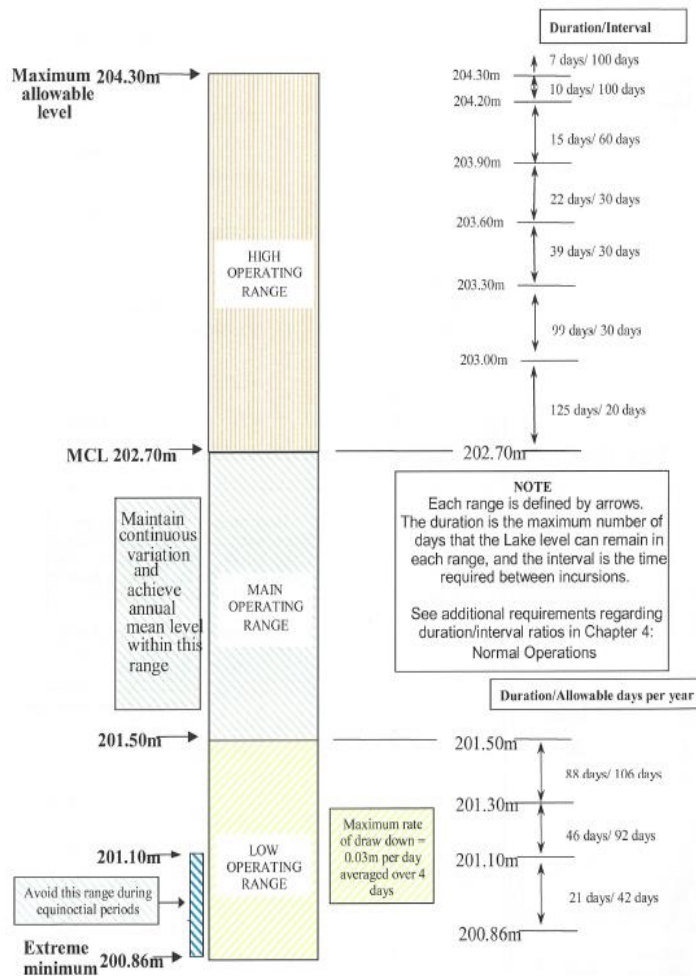 Duration/Interval
7 days/ 100 days
Maximum 204.30m
allowable
level
204.30m
10 days/ 100 days
204.20m
15 days/ 60 days
203.90m
22 days/ 30 days
203.60m
HIGH
OPERATING
RANGE
39 days/ 30 days
203.30m
99 days/ 30 days
203.00m
125 days/ 20 days
MCL 202.70m
202.70m
Maintain
continuous
variation
and
achieve
annual
mean level
within this
range
MAIN
OPERATING
RANGE
NOTE
Each range is defined by arrows.
The duration is the maximum number of
days that the Lake level can remain in
each range, and the interval is the time
required between incursions.
See additional requirements regarding
duration/interval ratios in Chapter 4:
Normal Operations
Duration/Allowable days per year
201.50m
201.50m
88 days/ 106 days
201.30m
46 days/ 92 days
201.10m
201.10m
LOW
OPERATING
RANGE
Maximum rate
of draw down =
0.03m per day
averaged over 4
days
Avoid this range during
equinoctial periods
21 days/ 42 days
200.86m
Extreme
minimum 200.86m